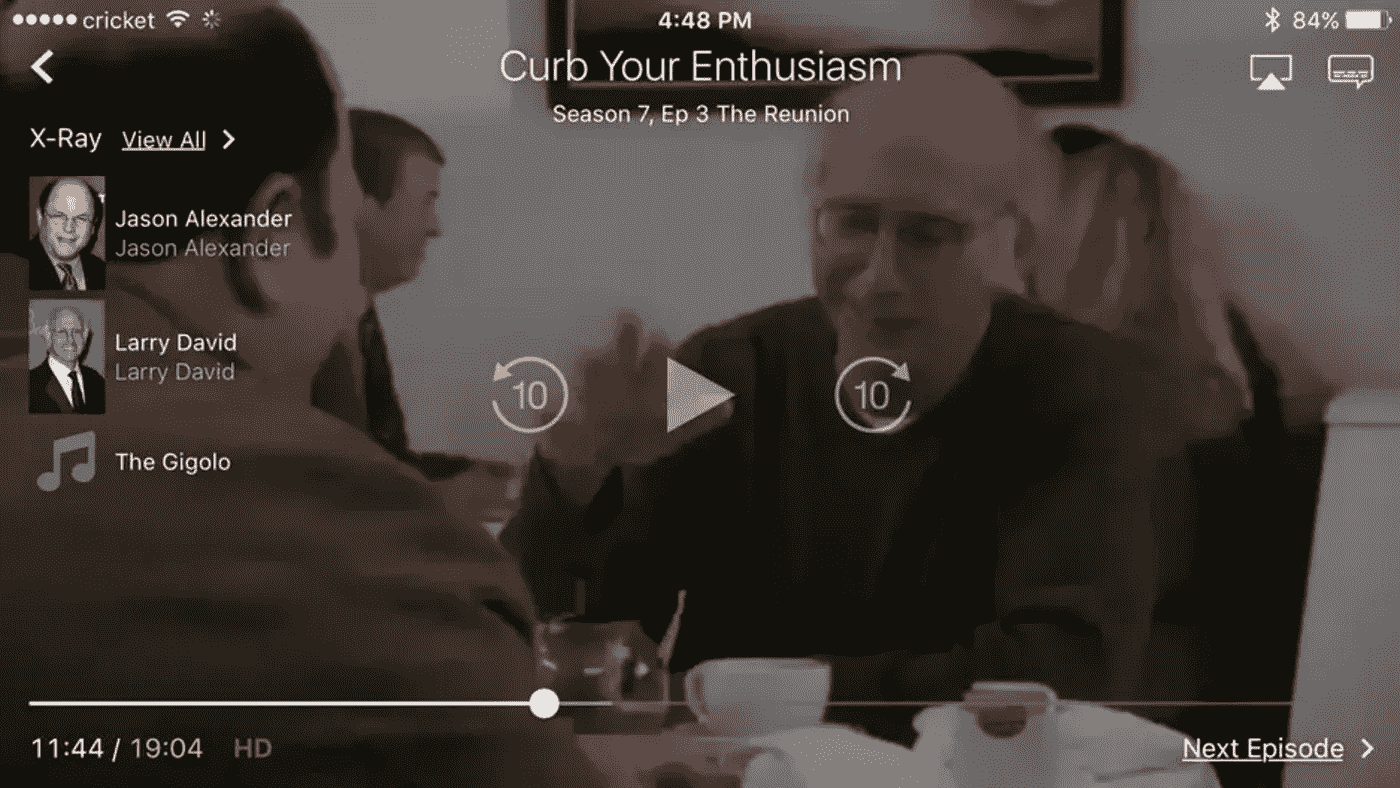 cricket
4:48 PM
84%
Curb Your Enthusiasm
Season 7, Ep 3 The Reunion
X-Ray View All
Jason Alexander
Jason Alexander
Larry David
Larry David
The Gigolo
10
10
11:44 / 19:04 HD
Next Episode